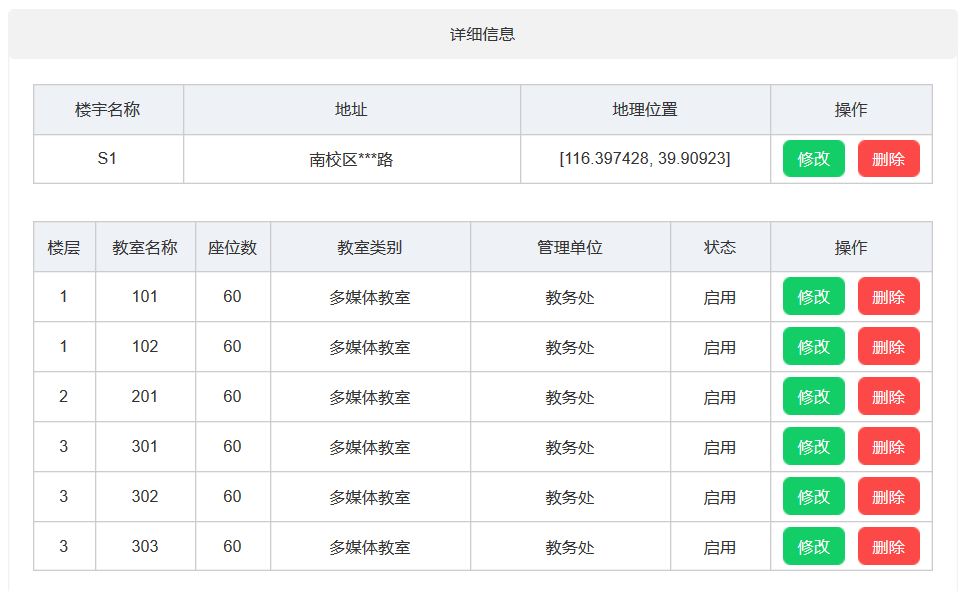 详细信息
楼宇名称 地址 地理位置 操作
S1 南校区***路 [116.397428, 39.90923] 修改 删除
楼层 教室名称 座位数 教室类别 管理单位 状态 操作
1 101 60 多媒体教室 教务处 启用 修改 删除
1 102 60 多媒体教室 教务处 启用 修改 删除
2 201 60 多媒体教室 教务处 启用 修改 删除
3 301 60 多媒体教室 教务处 启用 修改 删除
3 302 60 多媒体教室 教务处 启用 修改 删除
3 303 60 多媒体教室 教务处 启用 修改 删除